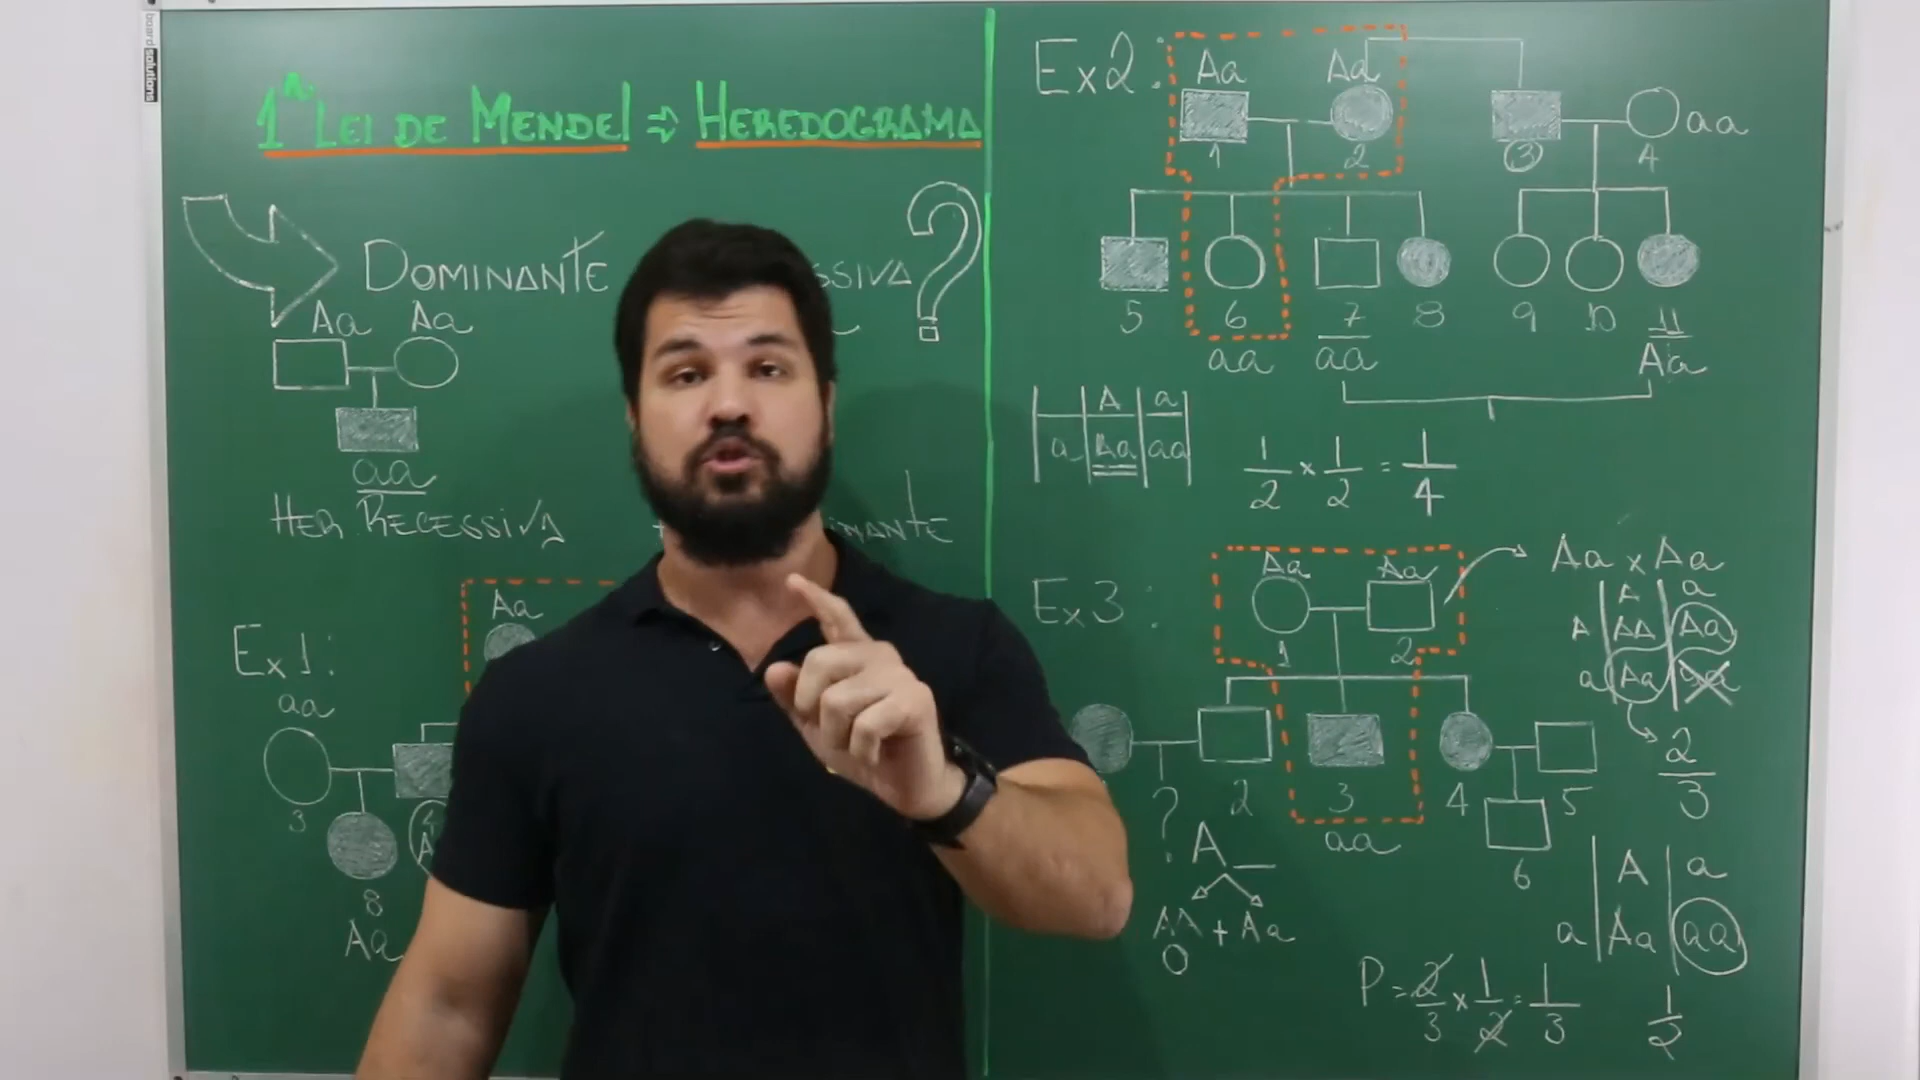 board solutions
1ª LEI DE MENDEL ⇒ HEREDOGRAMA
DOMINANTE
?
Aa Aa
aa
HER. RECESSIVA
Ex1:
Aa
aa
3
8
Aa
Ex2:
Aa Aa
aa
1 2 3 4
5 6 7 8 9 10 11
aa aa Aa
A a
a Aa aa
1/2 × 1/2 = 1/4
Ex3:
Aa Aa
1 2
Aa × Aa
A a
A AA Aa
a Aa aa
2/3
? 2 3 4 5
aa
6
A_
AA + Aa
A a
a Aa aa
P = 2/3 × 1/2 = 1/3
1/2